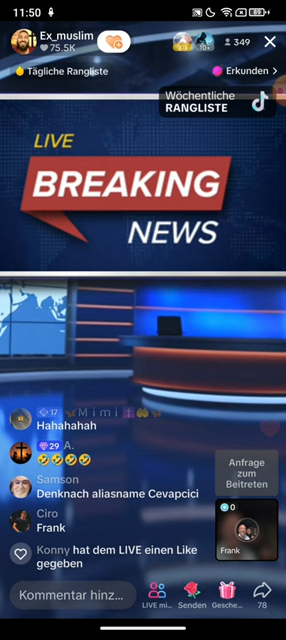 11:50
89
Ex_muslim
75.5K
10+
349
Tägliche Rangliste
Erkunden >
Wöchentliche
RANGLISTE
LIVE
BREAKING
NEWS
17 Mimi
Hahahahah
29 A.
🤣🤣🤣🤣
Samson
Denknach aliasname Cevapcici
Ciro
Frank
Konny hat dem LIVE einen Like
gegeben
Anfrage
zum
Beitreten
0
Frank
Kommentar hinz...
LIVE mi...
Senden
Gesche...
78